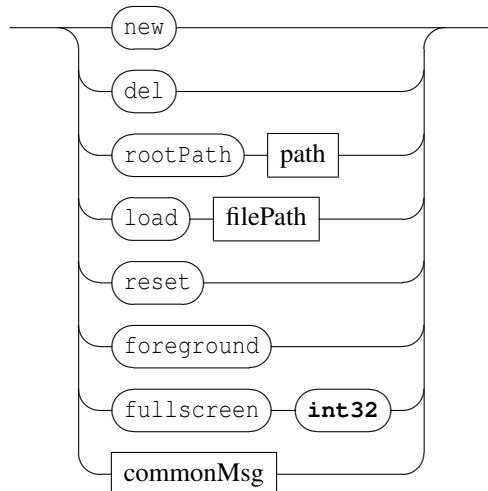 new
del
rootPath path
load filePath
reset
foreground
fullscreen int32
commonMsg